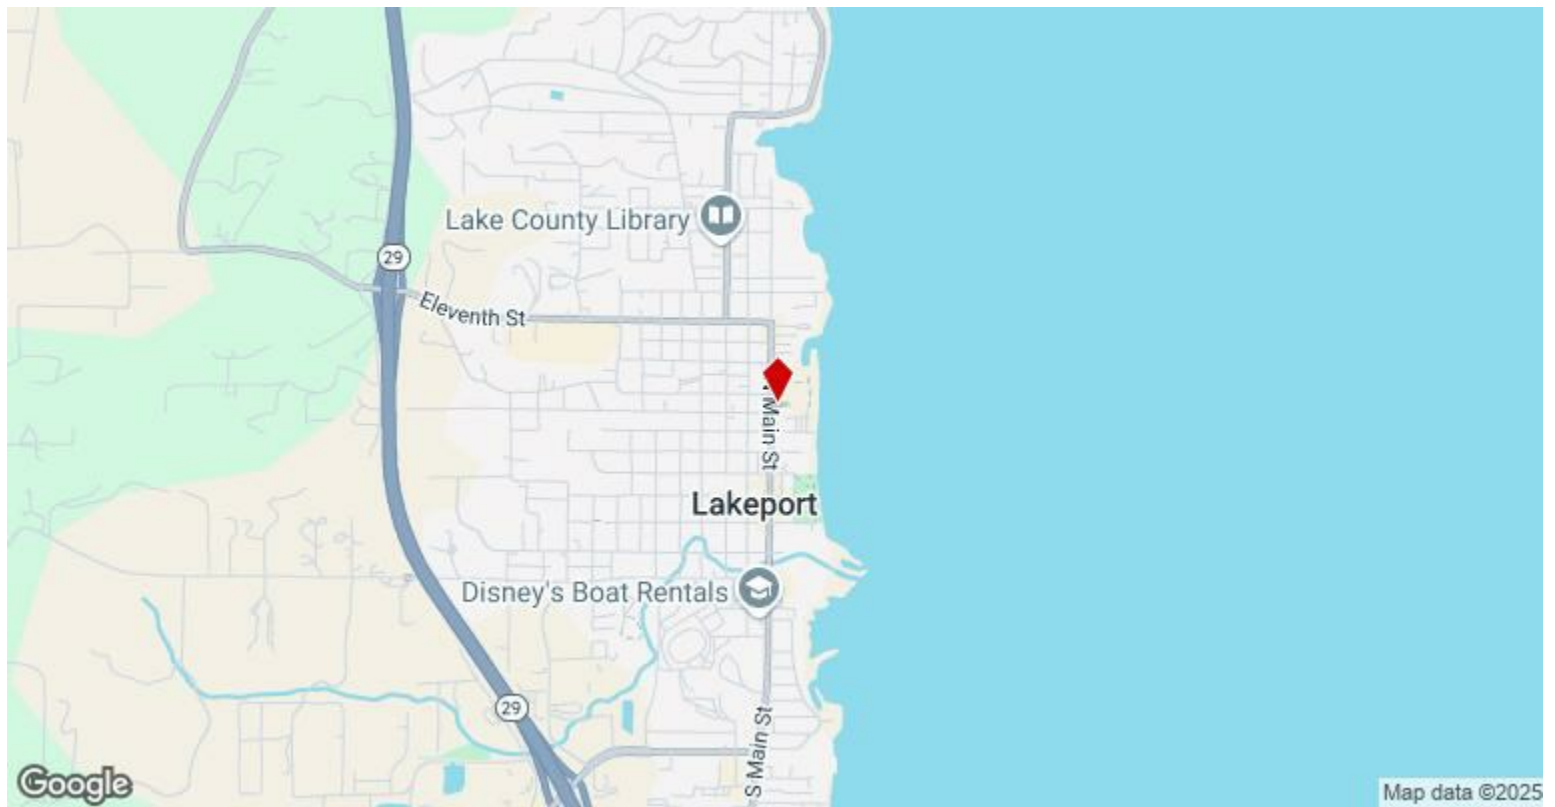 Lake County Library
29
Eleventh St
N Main St
Lakeport
Disney's Boat Rentals
29
S Main St
Google
Map data ©2025